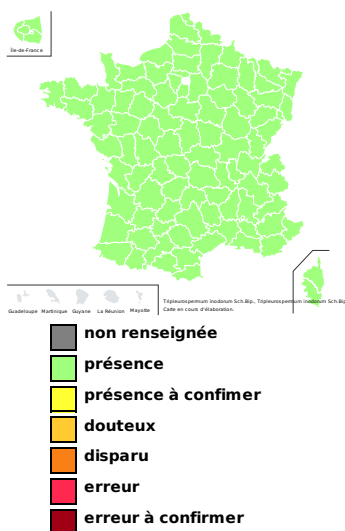 Île-de-France
Guadeloupe Martinique Guyane La Réunion Mayotte
Tripleurospermum inodorum Sch.Bip., Tripleurospermum inodorum Sch.Bip
Carte en cours d'élaboration.
non renseignée
présence
présence à confimer
douteux
disparu
erreur
erreur à confirmer